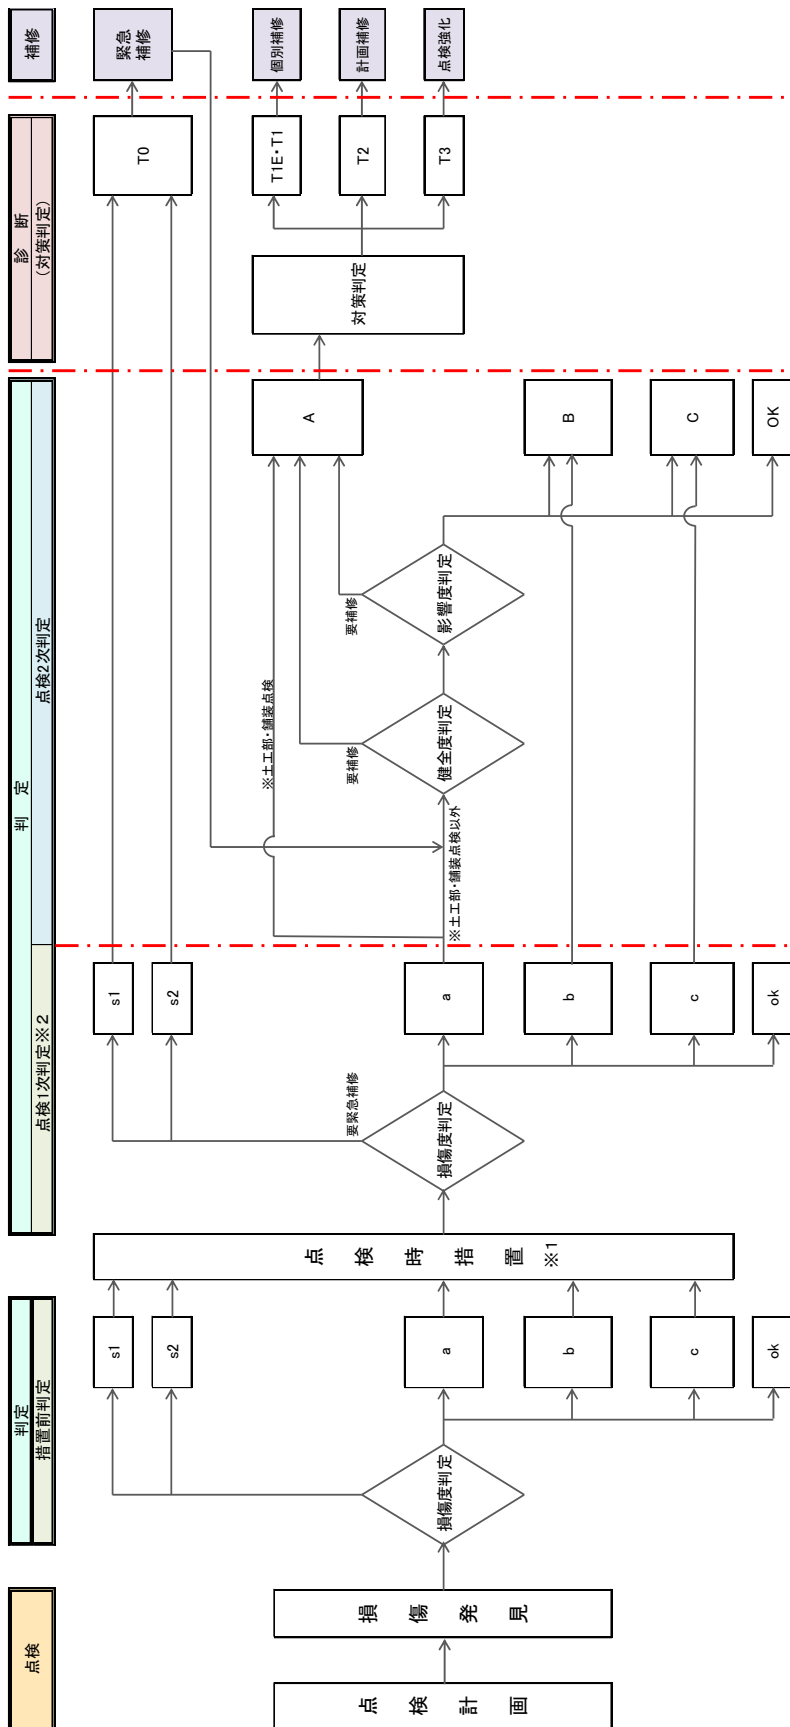 点検
判定
措置前判定
判　定
点検1次判定※2
点検2次判定
診　断
(対策判定)
補修
点　検　計　画
損　傷　発　見
損傷度判定
s1
s2
a
b
c
ok
点　検　時　措　置　※1
損傷度判定
要緊急補修
s1
s2
a
b
c
ok
※土工部・舗装点検
※土工部・舗装点検以外
健全度判定
要補修
影響度判定
要補修
A
B
C
OK
対策判定
T0
T1E・T1
T2
T3
緊急
補修
個別補修
計画補修
点検強化